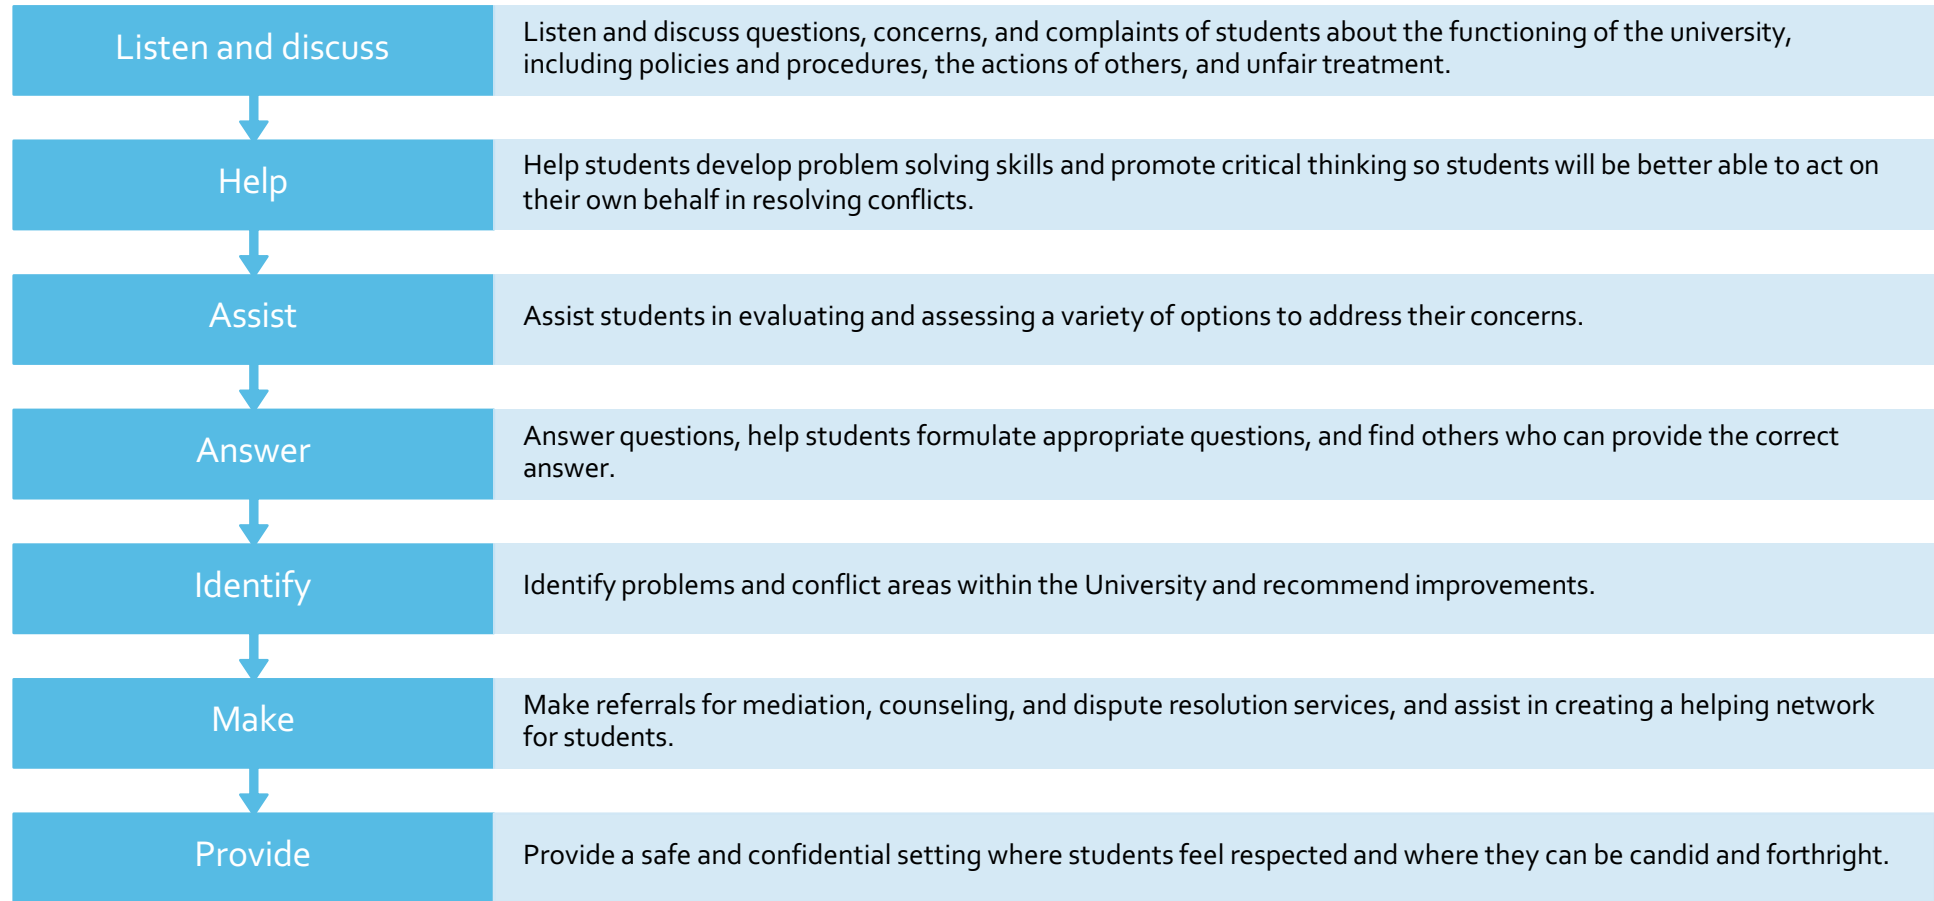 Listen and discuss
Listen and discuss questions, concerns, and complaints of students about the functioning of the university,
including policies and procedures, the actions of others, and unfair treatment.
Help
Help students develop problem solving skills and promote critical thinking so students will be better able to act on
their own behalf in resolving conflicts.
Assist
Assist students in evaluating and assessing a variety of options to address their concerns.
Answer
Answer questions, help students formulate appropriate questions, and find others who can provide the correct
answer.
Identify
Identify problems and conflict areas within the University and recommend improvements.
Make
Make referrals for mediation, counseling, and dispute resolution services, and assist in creating a helping network
for students.
Provide
Provide a safe and confidential setting where students feel respected and where they can be candid and forthright.